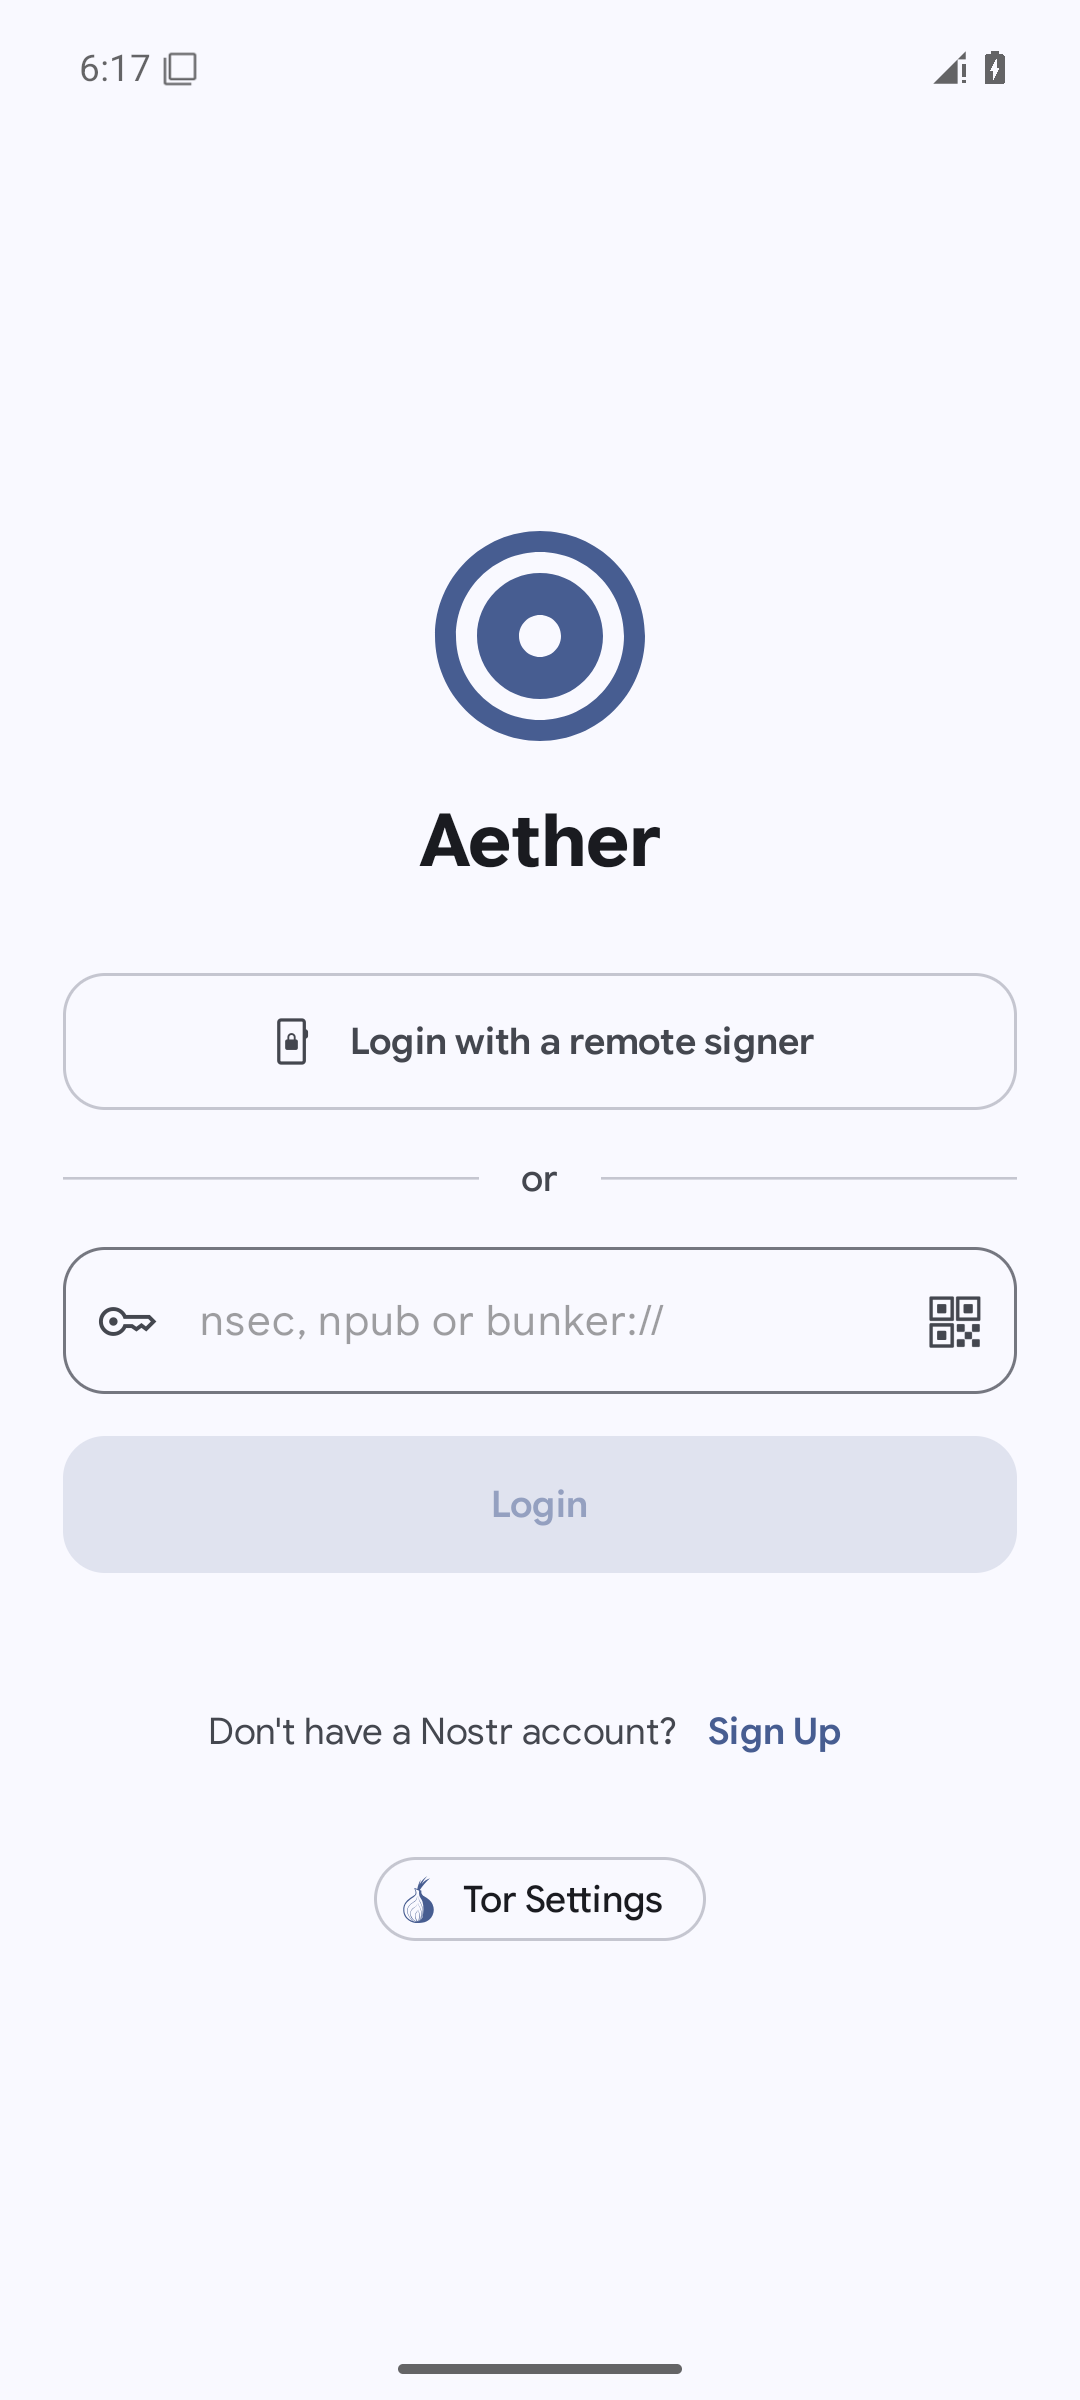 6:17
Aether
Login with a remote signer
or
nsec, npub or bunker://
Login
Don't have a Nostr account? Sign Up
Tor Settings